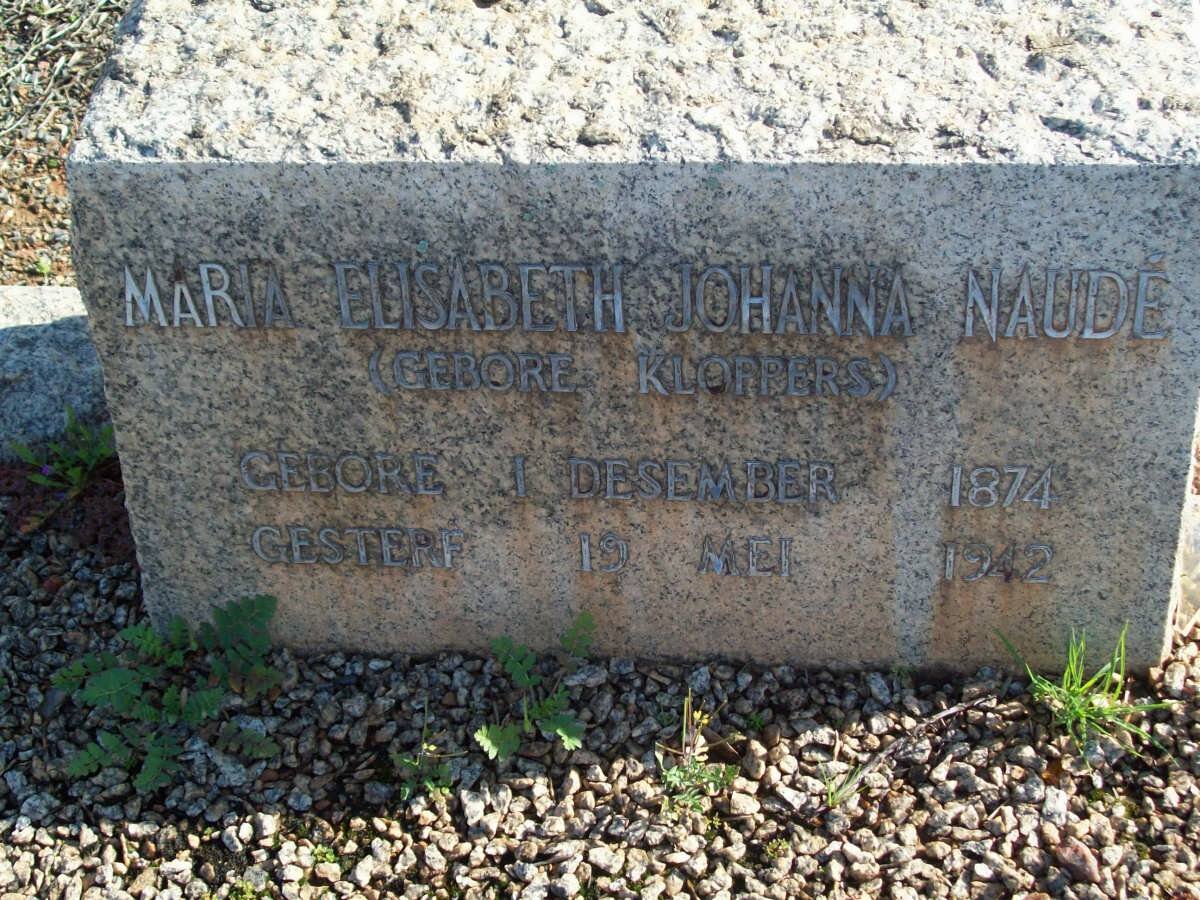 MARIA ELISABETH JOHANNA NAUDÉ
(GEBORE KLOPPERS)
GEBORE 1 DESEMBER 1874
GESTERF 19 MEI 1942